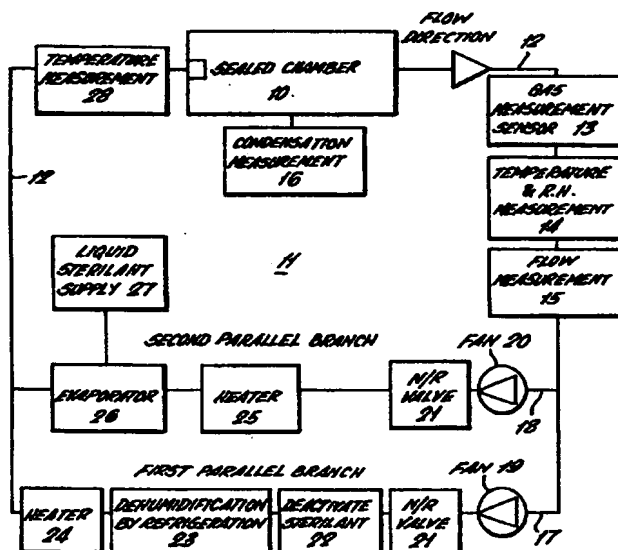 FLOW
DIRECTION
12
TEMPERATURE
MEASUREMENT
28
SEALED CHAMBER
10
GAS
MEASUREMENT
SENSOR 13
CONDENSATION
MEASUREMENT
16
TEMPERATURE
& R.H.
MEASUREMENT
14
12
LIQUID
STERILANT
SUPPLY 27
11
FLOW
MEASUREMENT
15
SECOND PARALLEL BRANCH
FAN 20
EVAPORATOR
26
HEATER
25
N/R
VALVE
21
18
FIRST PARALLEL BRANCH
FAN 19
HEATER
24
DEHUMIDIFICATION
BY REFRIGERATION
23
DEACTIVATE
STERILANT
22
N/R
VALVE
21
17